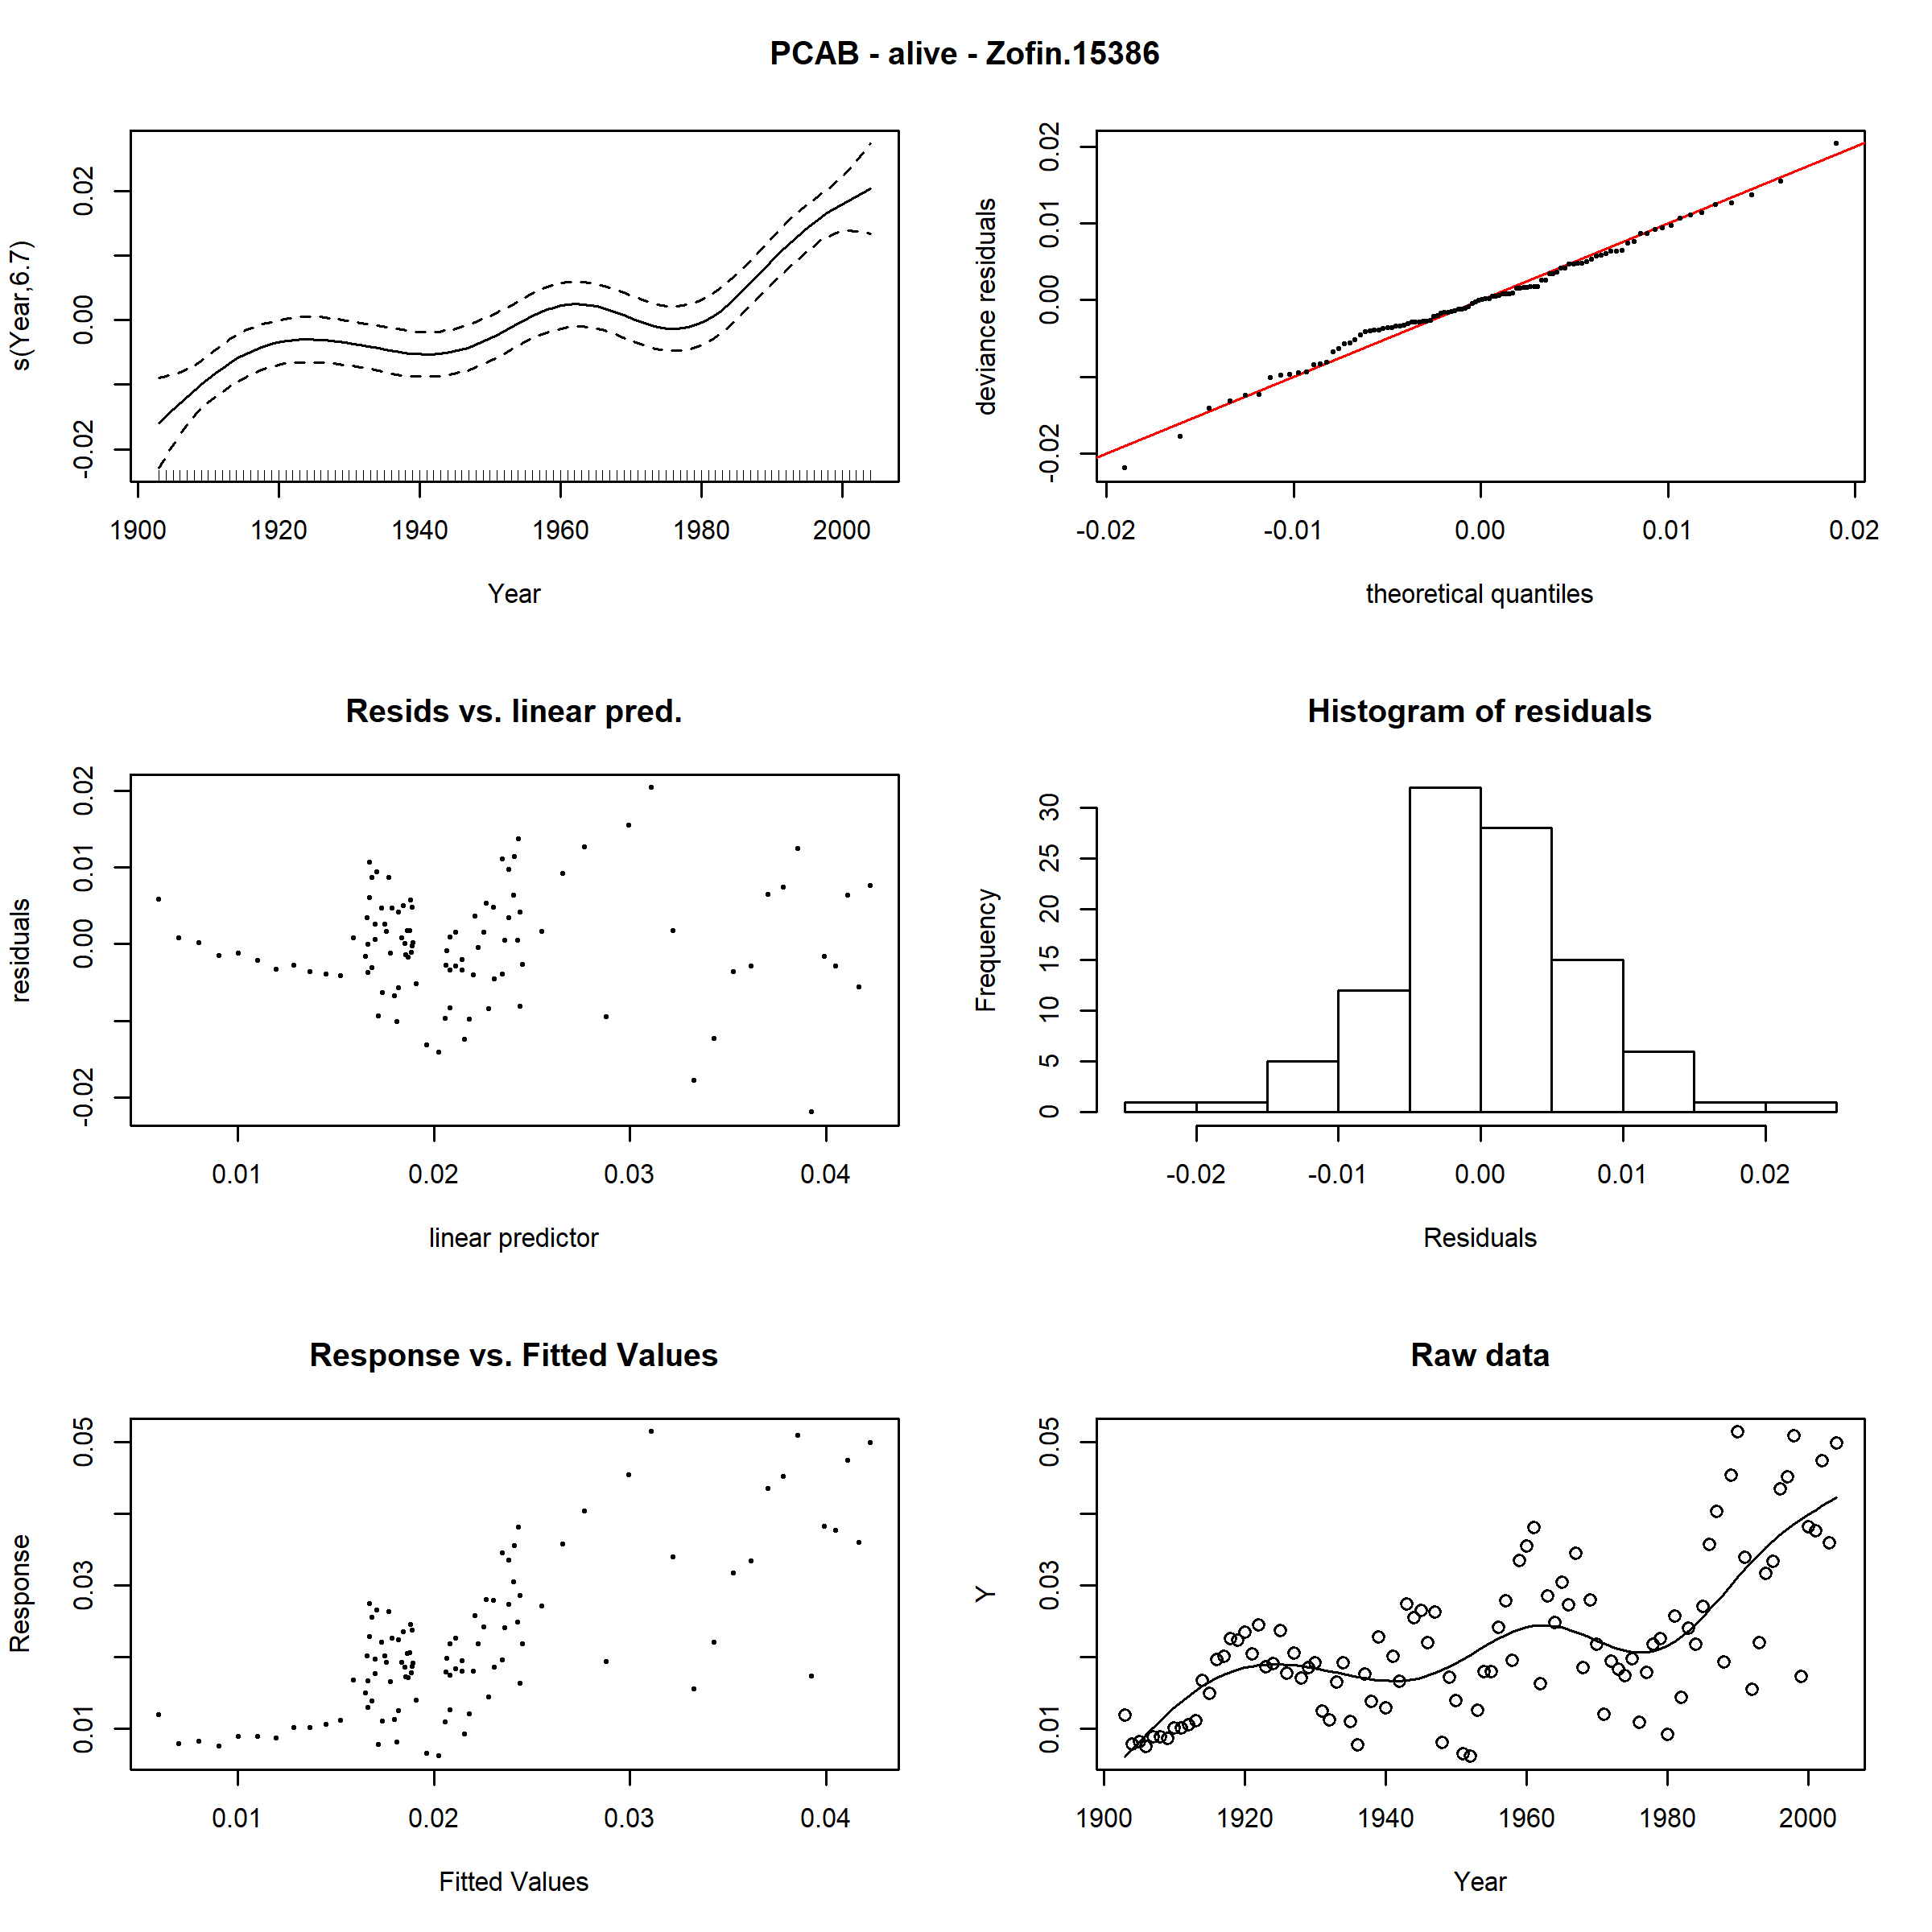 PCAB - alive - Zofin.15386
s(Year,6.7)
-0.02 0.00 0.02
1900 1920 1940 1960 1980 2000
Year
deviance residuals
-0.02 0.00 0.01 0.02
-0.02 -0.01 0.00 0.01 0.02
theoretical quantiles
Resids vs. linear pred.
residuals
-0.02 0.00 0.01 0.02
0.01 0.02 0.03 0.04
linear predictor
Histogram of residuals
Frequency
0 5 10 15 20 25 30
-0.02 -0.01 0.00 0.01 0.02
Residuals
Response vs. Fitted Values
Response
0.01 0.03 0.05
0.01 0.02 0.03 0.04
Fitted Values
Raw data
Y
0.01 0.03 0.05
1900 1920 1940 1960 1980 2000
Year